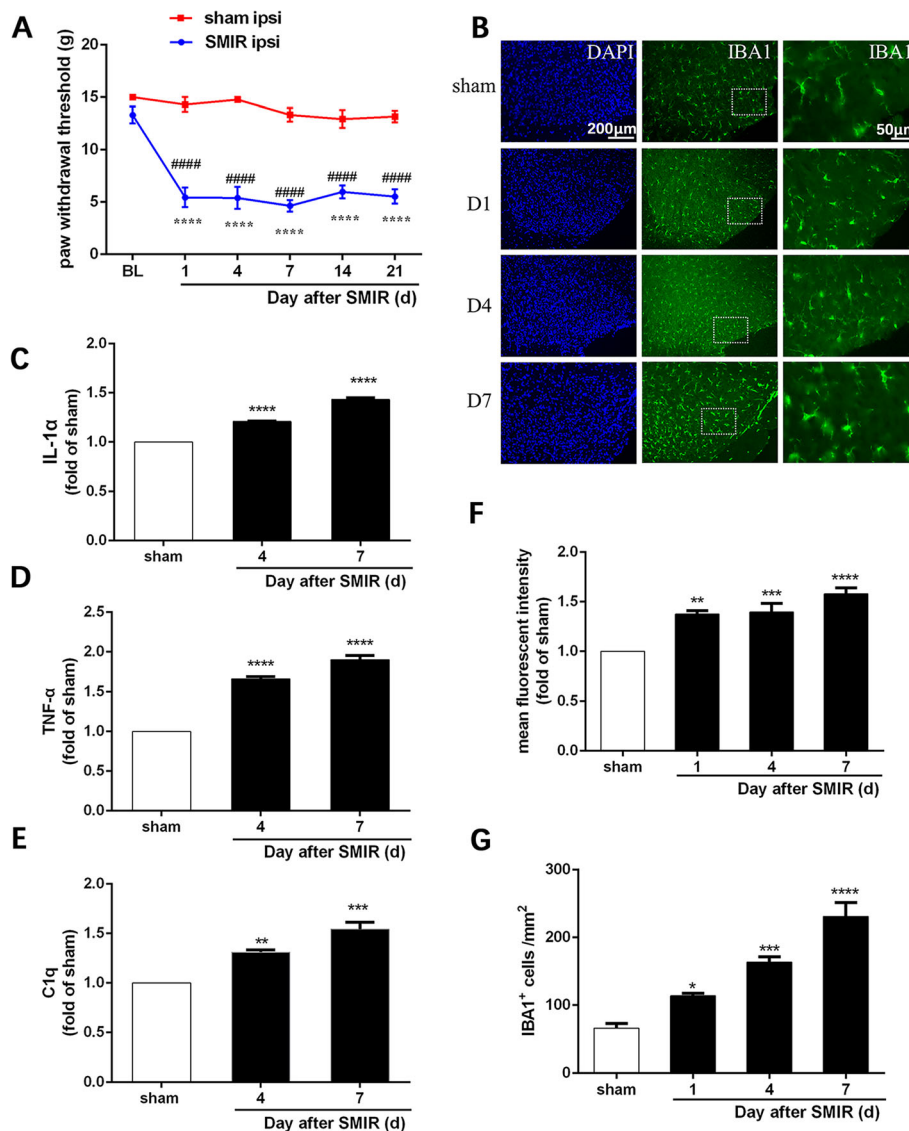 A
sham ipsi
SMIR ipsi
paw withdrawal threshold (g)
20
15
10
5
0
####
####
####
####
####
****
****
****
****
****
BL
1
4
7
14
21
Day after SMIR (d)
B
DAPI
IBA1
IBA1
sham
200μm
50μm
D1
D4
D7
C
IL-1α
(fold of sham)
2.0
1.5
1.0
0.5
0.0
****
****
sham
4
7
Day after SMIR (d)
D
TNF-α
(fold of sham)
2.5
2.0
1.5
1.0
0.5
0.0
****
****
sham
4
7
Day after SMIR (d)
E
C1q
(fold of sham)
2.0
1.5
1.0
0.5
0.0
**
***
sham
4
7
Day after SMIR (d)
F
mean fluorescent intensity
(fold of sham)
2.0
1.5
1.0
0.5
0.0
**
***
****
sham
1
4
7
Day after SMIR (d)
G
IBA1⁺ cells /mm²
300
200
100
0
*
***
****
sham
1
4
7
Day after SMIR (d)